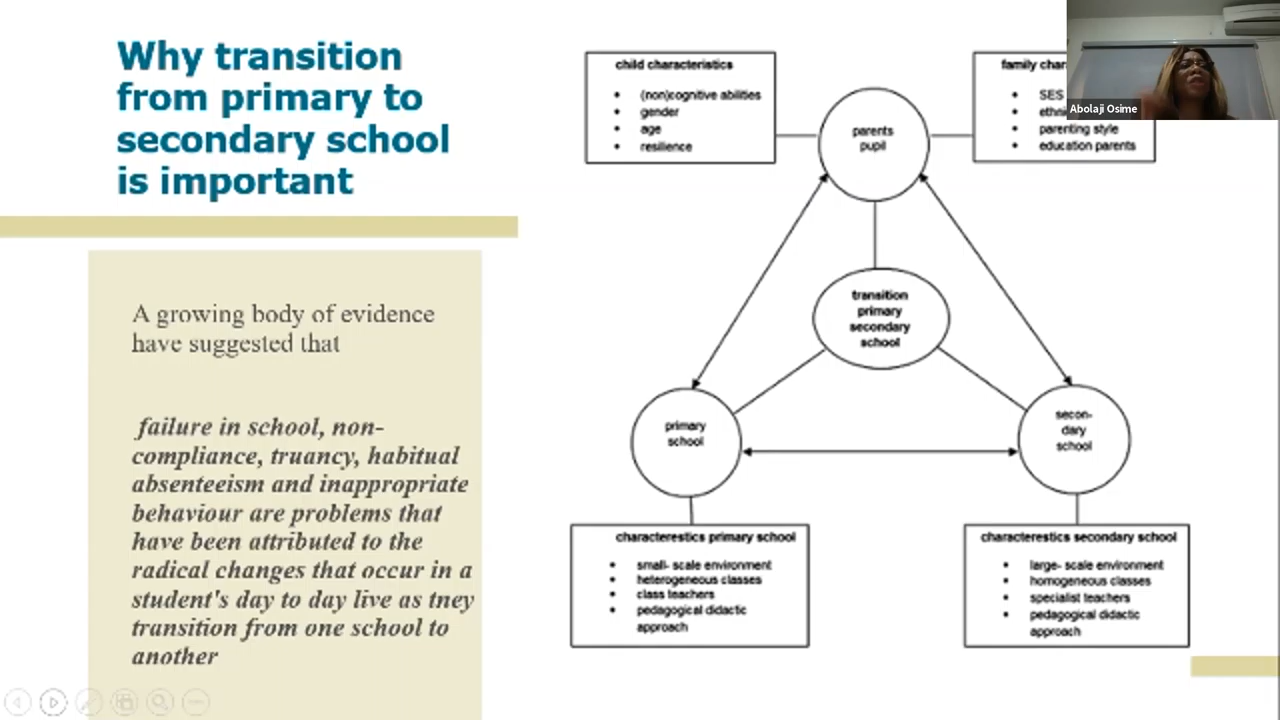 Why transition
from primary to
secondary school
is important
A growing body of evidence
have suggested that
failure in school, non-
compliance, truancy, habitual
absenteeism and inappropriate
behaviour are problems that
have been attributed to the
radical changes that occur in a
student's day to day live as tney
transition from one school to
another
child characteristics
• (non)cognitive abilities
• gender
• age
• resilience
parents
pupil
family
• SES
• parenting style
• education parents
Abolaji Osime
transition
primary
secondary
school
primary
school
secon-
dary
school
characterestics primary school
• small- scale environment
• heterogeneous classes
• class teachers
• pedagogical didactic
approach
characterestics secondary school
• large- scale environment
• homogeneous classes
• specialist teachers
• pedagogical didactic
approach